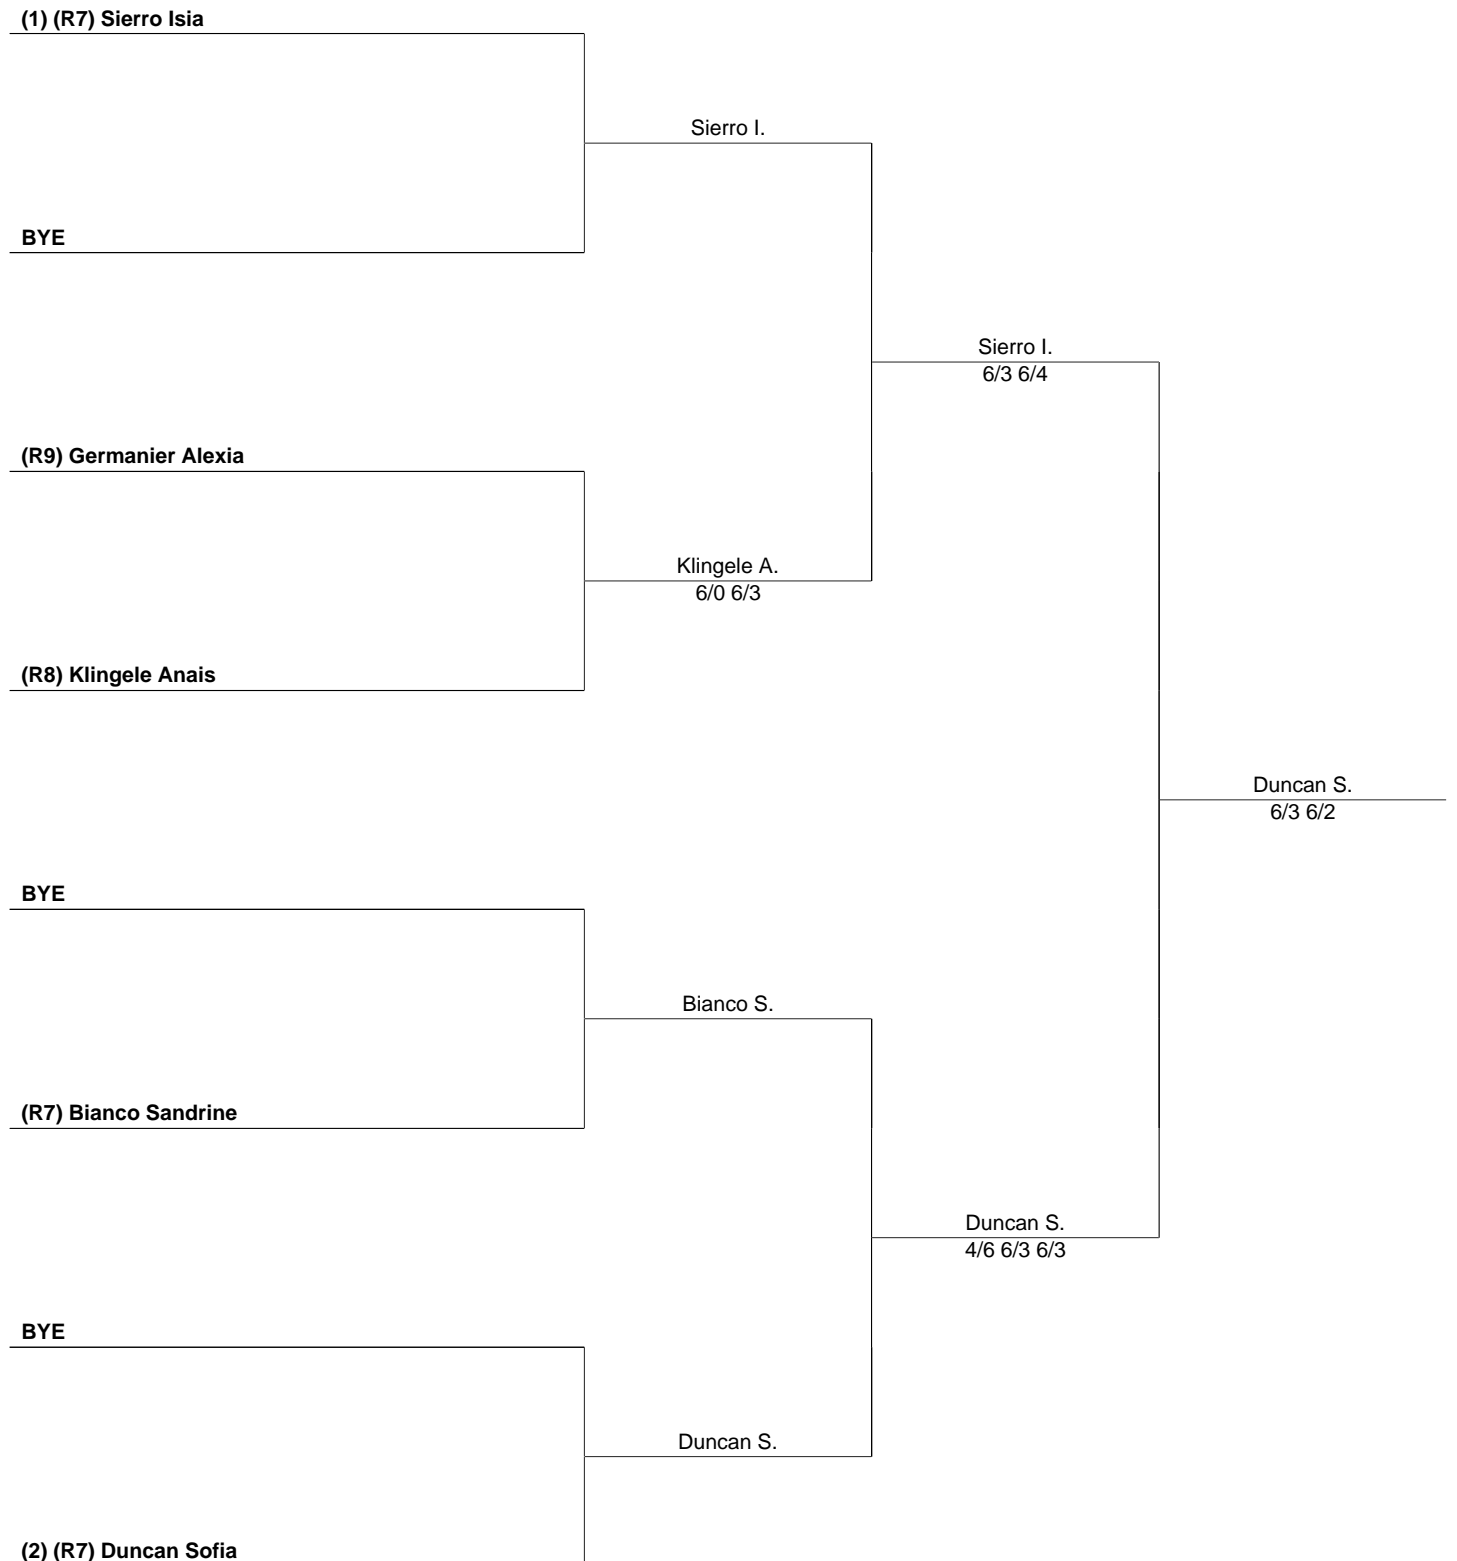 (1) (R7) Sierro Isia
Sierro I.
BYE
Sierro I.
6/3 6/4
(R9) Germanier Alexia
Klingele A.
6/0 6/3
(R8) Klingele Anais
Duncan S.
6/3 6/2
BYE
Bianco S.
(R7) Bianco Sandrine
Duncan S.
4/6 6/3 6/3
BYE
Duncan S.
(2) (R7) Duncan Sofia